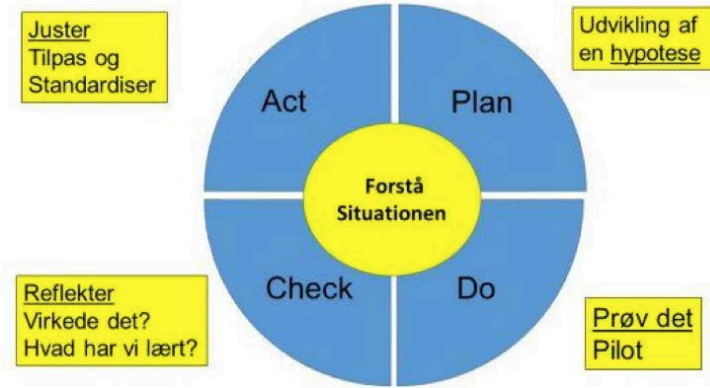 Juster
Tilpas og
Standardiser
Udvikling af
en hypotese
Act
Plan
Forstå
Situationen
Check
Do
Reflekter
Virkede det?
Hvad har vi lært?
Prøv det
Pilot